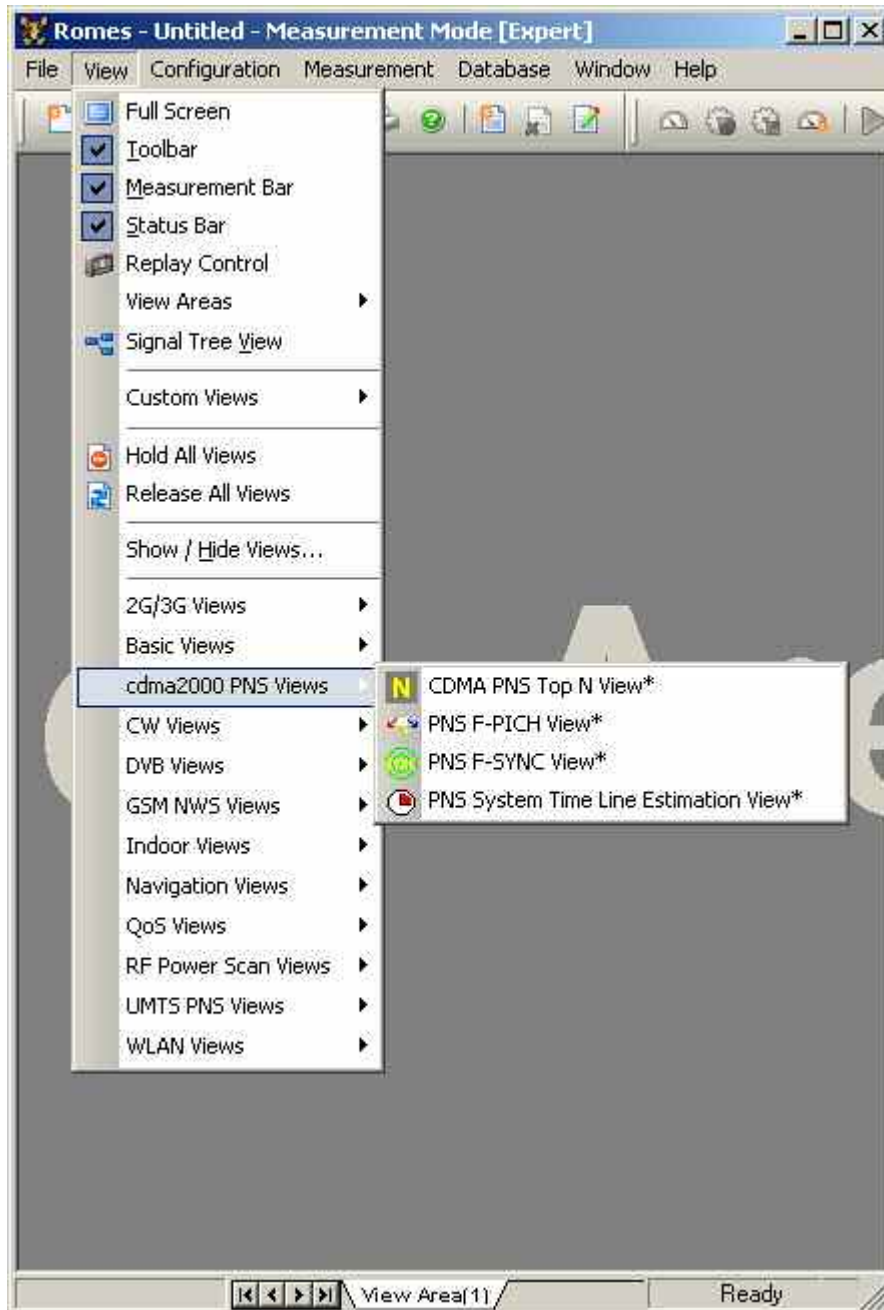 Romes - Untitled - Measurement Mode [Expert]
File View Configuration Measurement Database Window Help
Full Screen
Toolbar
Measurement Bar
Status Bar
Replay Control
View Areas
Signal Tree View
Custom Views
Hold All Views
Release All Views
Show / Hide Views...
2G/3G Views
Basic Views
cdma2000 PNS Views
N CDMA PNS Top N View*
CW Views
PNS F-PICH View*
DVB Views
PNS F-SYNC View*
GSM NWS Views
PNS System Time Line Estimation View*
Indoor Views
Navigation Views
QoS Views
RF Power Scan Views
UMTS PNS Views
WLAN Views
View Area(1)
Ready